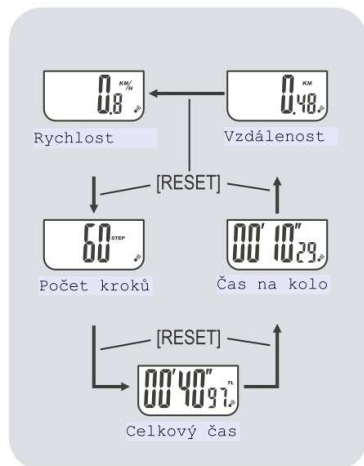 0.8 KM/H
0.48 KM
Rychlost
Vzdálenost
[RESET]
60 STEP
00'10"29
Počet kroků
Čas na kolo
[RESET]
00'40"97 TL
Celkový čas